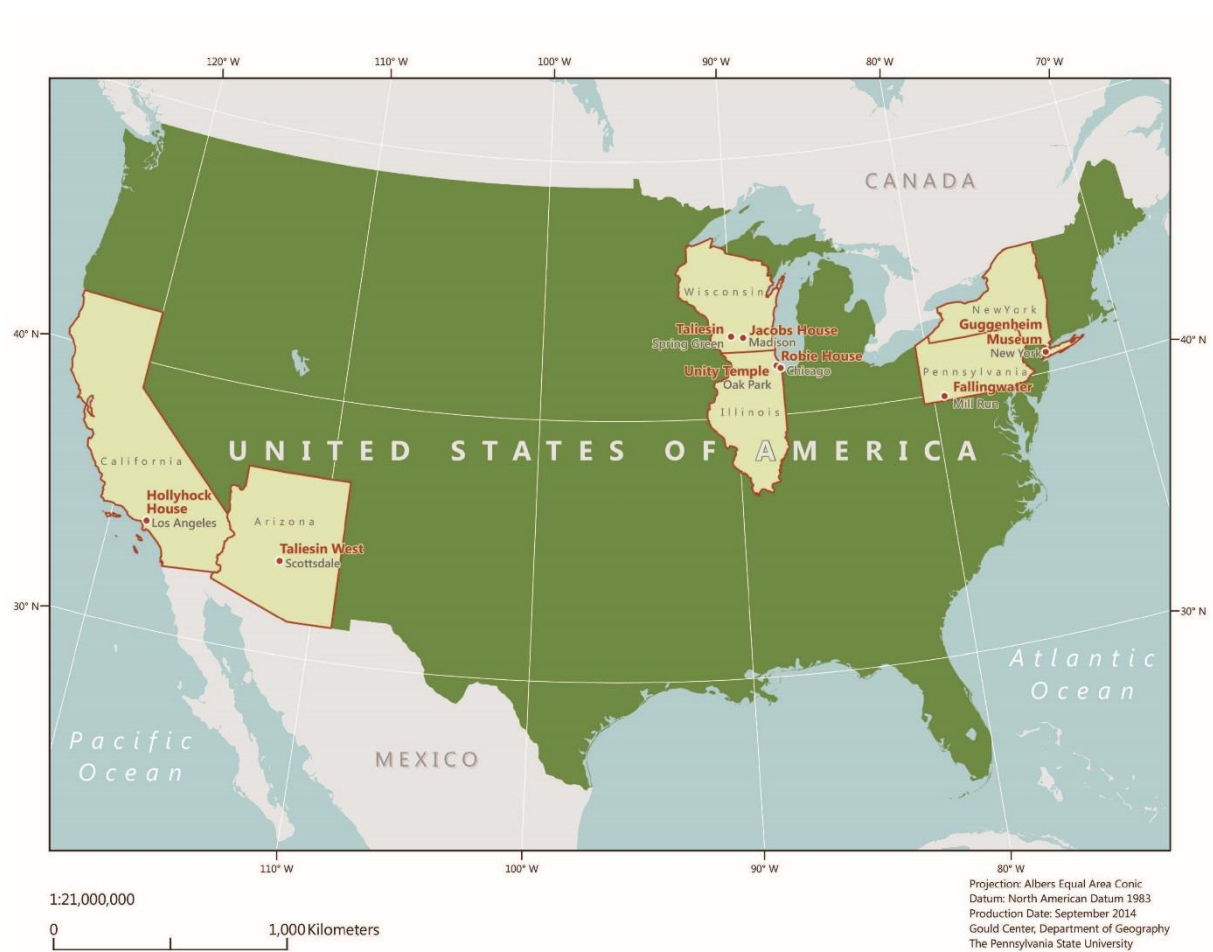 120° W
110° W
100° W
90° W
80° W
70° W
CANADA
Wisconsin
Taliesin
Spring Green
Jacobs House
Madison
Robie House
Chicago
Unity Temple
Oak Park
Illinois
NewYork
Guggenheim
Museum
New York
Pennsylvania
Fallingwater
Mill Run
40° N
40° N
UNITED STATES OF AMERICA
California
Hollyhock
House
Los Angeles
Arizona
Taliesin West
Scottsdale
30° N
30° N
Atlantic
Ocean
Pacific
Ocean
MEXICO
110° W
100° W
90° W
80° W
1:21,000,000
0
1,000 Kilometers
Projection: Albers Equal Area Conic
Datum: North American Datum 1983
Production Date: September 2014
Gould Center, Department of Geography
The Pennsylvania State University